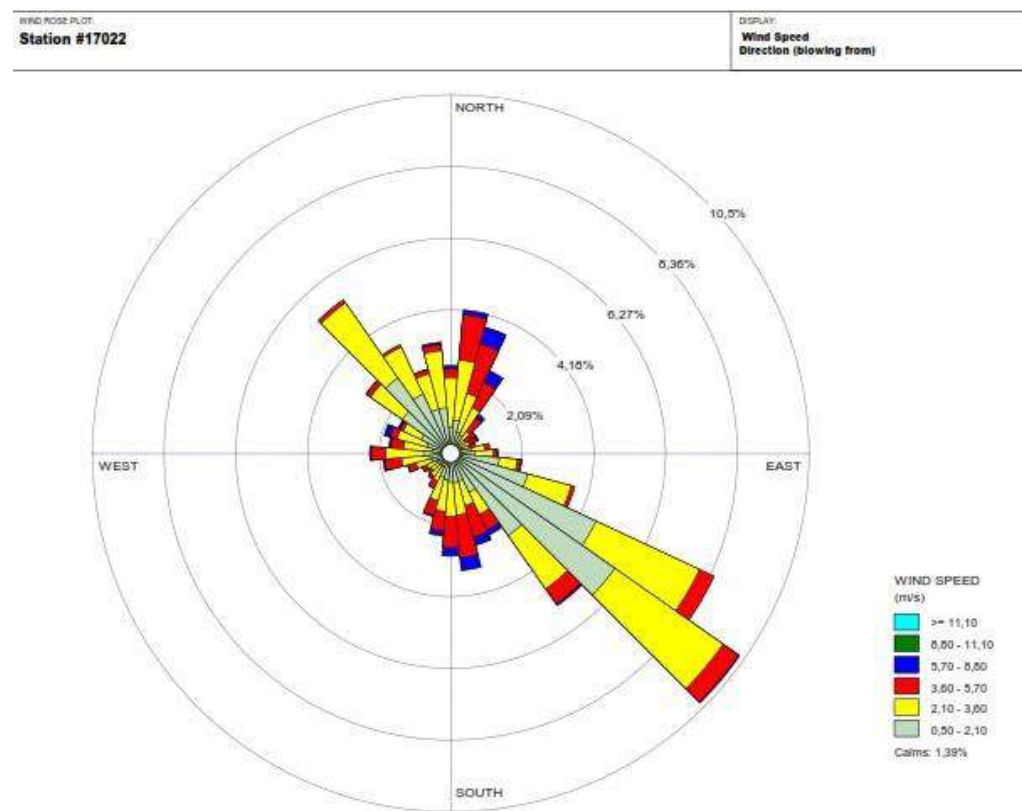 WIND ROSE PLOT:
Station #17022
DISPLAY:
Wind Speed
Direction (blowing from)
NORTH
10,5%
8,36%
6,27%
4,18%
2,09%
WEST
EAST
SOUTH
WIND SPEED
(m/s)
>= 11,10
8,80 - 11,10
5,70 - 8,80
3,60 - 5,70
2,10 - 3,60
0,50 - 2,10
Calms: 1,39%